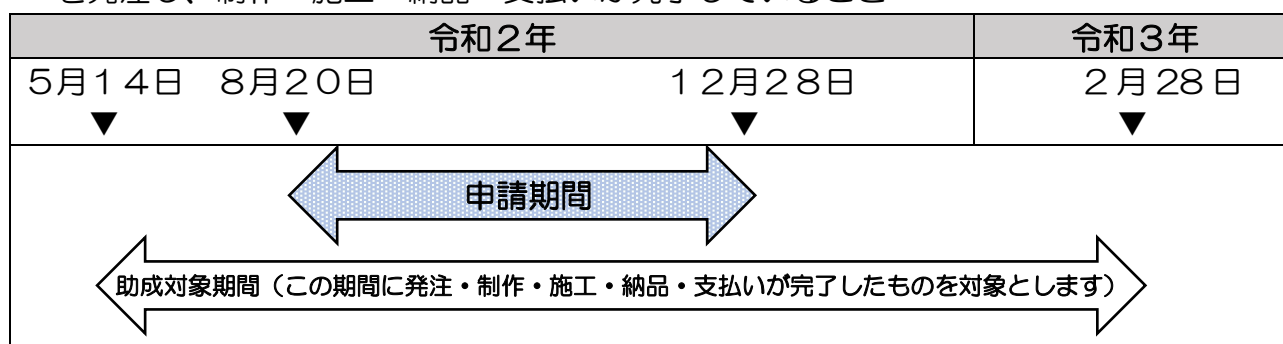 令和2年 令和3年
5月14日 8月20日 12月28日 2月28日
▼ ▼ ▼ ▼
申請期間
助成対象期間（この期間に発注・制作・施工・納品・支払いが完了したものを対象とします）